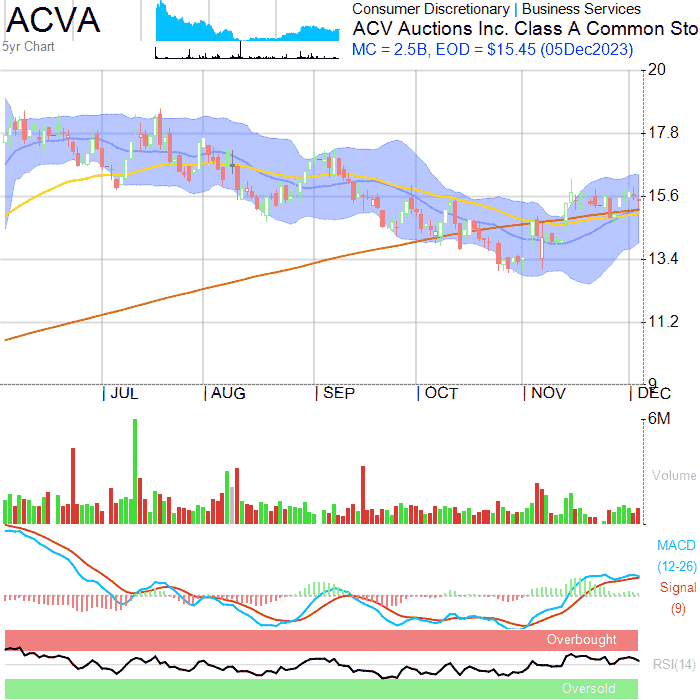 ACVA
5yr Chart
Consumer Discretionary | Business Services
ACV Auctions Inc. Class A Common Sto
MC = 2.5B, EOD = $15.45 (05Dec2023)
20
17.8
15.6
13.4
11.2
9
JUL AUG SEP OCT NOV DEC
6M
Volume
MACD
(12-26)
Signal
(9)
Overbought
RSI(14)
Oversold